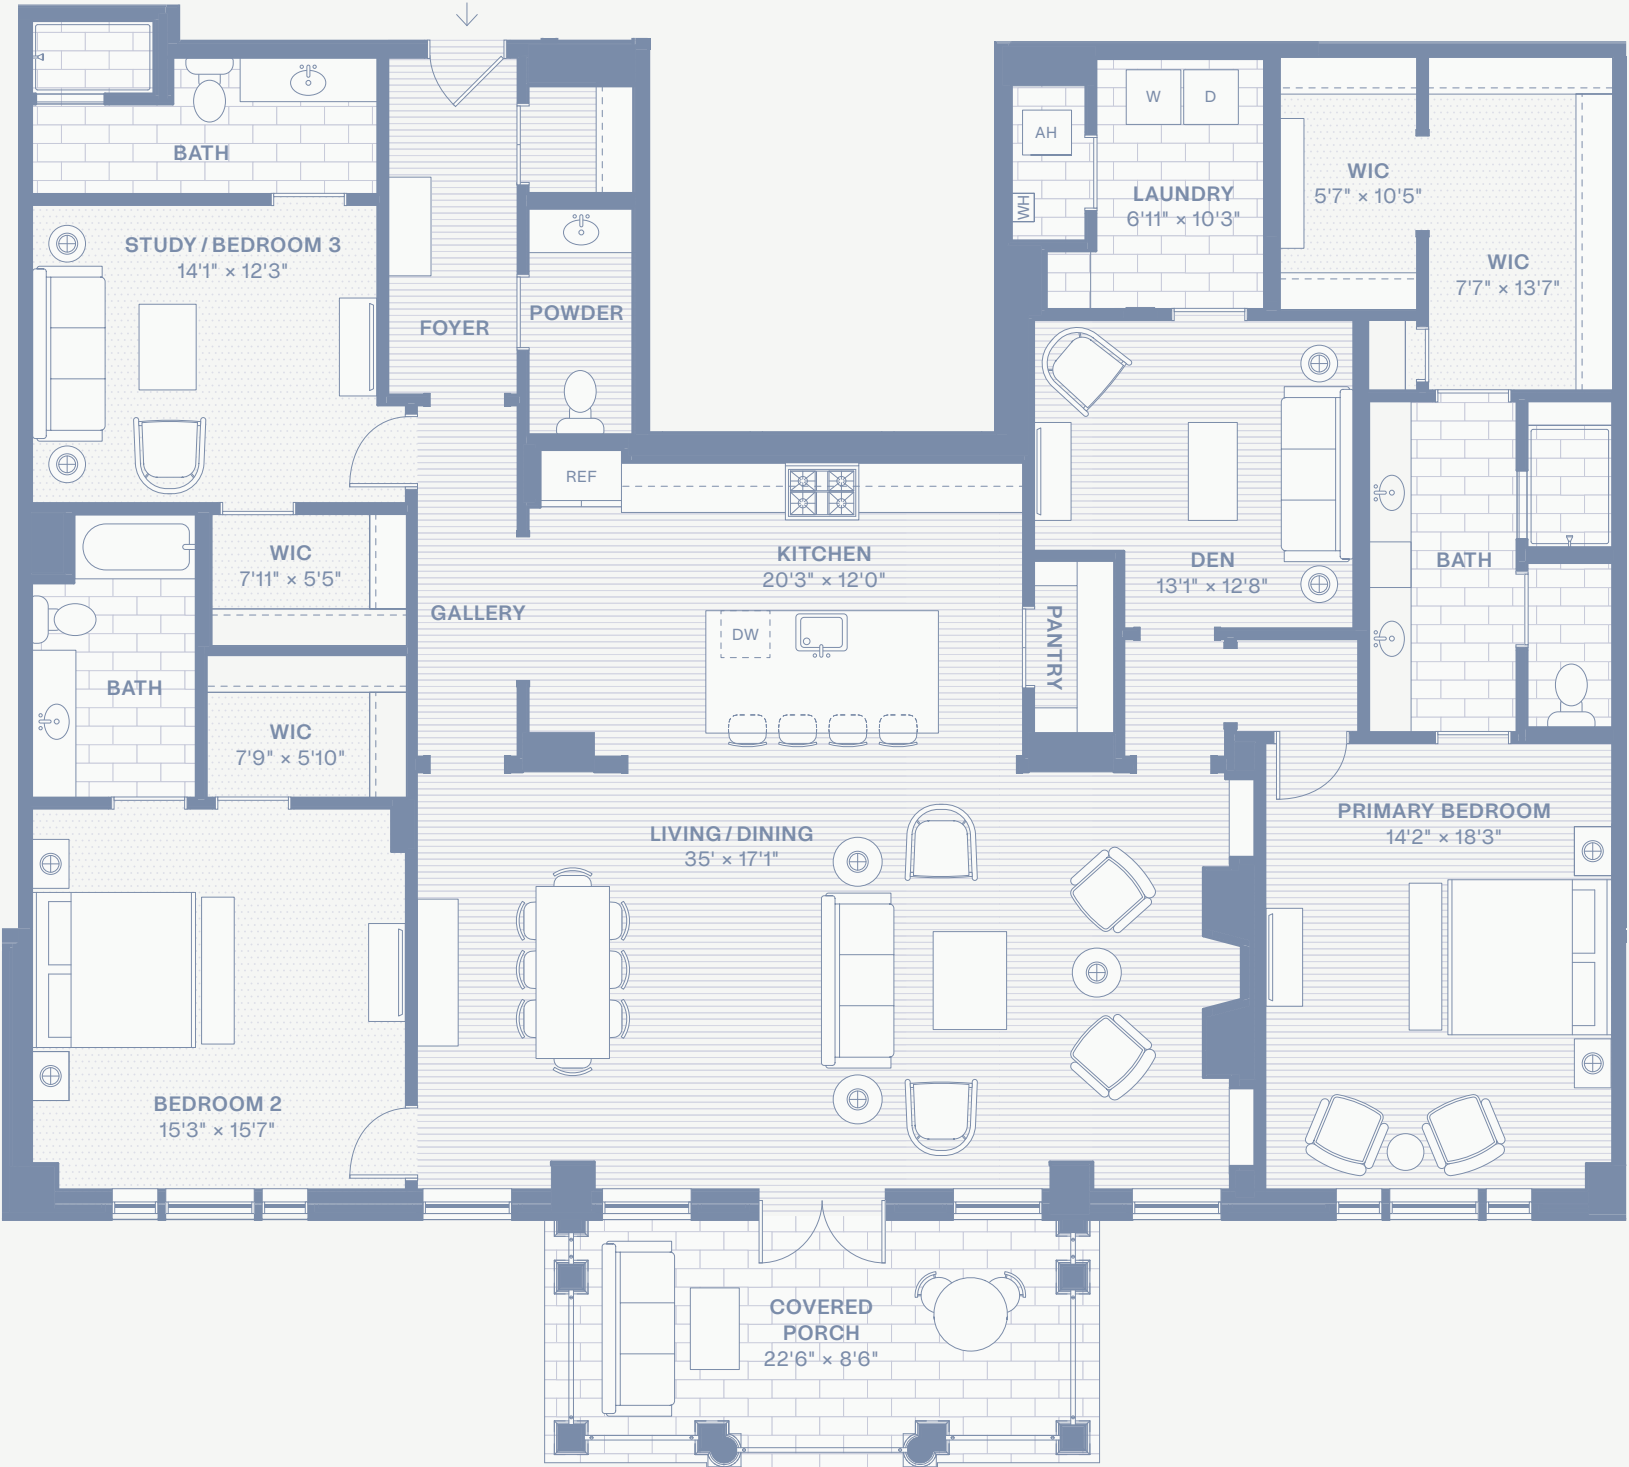 W
D
AH
BATH
WIC
5'7" × 10'5"
LAUNDRY
6'11" × 10'3"
WH
STUDY / BEDROOM 3
14'1" × 12'3"
WIC
7'7" × 13'7"
POWDER
FOYER
REF
WIC
7'11" × 5'5"
KITCHEN
20'3" × 12'0"
DEN
13'1" × 12'8"
BATH
GALLERY
DW
PANTRY
BATH
WIC
7'9" × 5'10"
LIVING / DINING
35' × 17'1"
PRIMARY BEDROOM
14'2" × 18'3"
BEDROOM 2
15'3" × 15'7"
COVERED
PORCH
22'6" × 8'6"